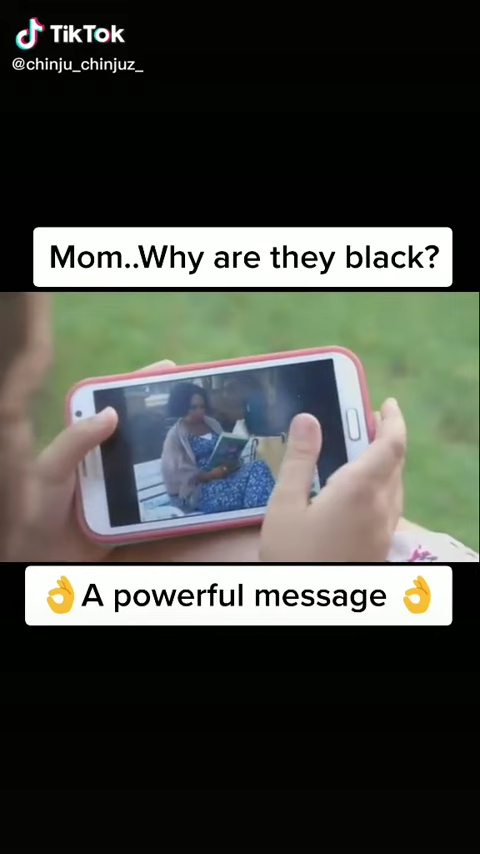 TikTok
@chinju_chinjuz_
Mom..Why are they black?
👌A powerful message 👌